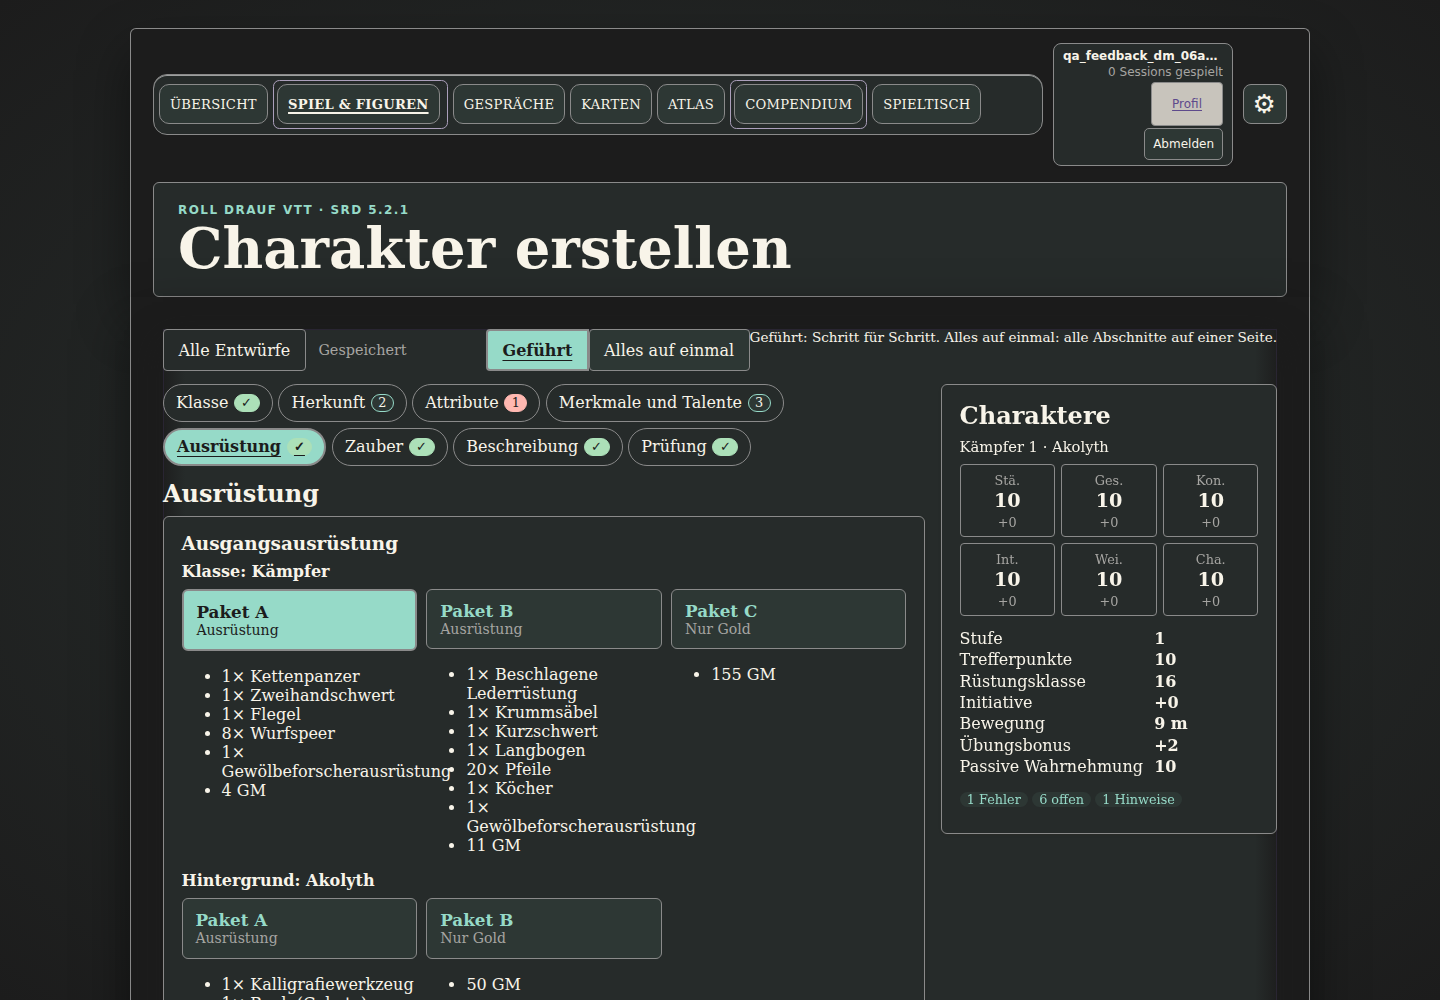 ÜBERSICHT
SPIEL & FIGUREN
GESPRÄCHE
KARTEN
ATLAS
COMPENDIUM
SPIELTISCH
qa_feedback_dm_06a...
0 Sessions gespielt
Profil
Abmelden
ROLL DRAUF VTT · SRD 5.2.1
Charakter erstellen
Alle Entwürfe
Gespeichert
Geführt
Alles auf einmal
Geführt: Schritt für Schritt. Alles auf einmal: alle Abschnitte auf einer Seite.
Klasse ✓
Herkunft 2
Attribute 1
Merkmale und Talente 3
Ausrüstung ✓
Zauber ✓
Beschreibung ✓
Prüfung ✓
Ausrüstung
Ausgangsausrüstung
Klasse: Kämpfer
Paket A
Ausrüstung
Paket B
Ausrüstung
Paket C
Nur Gold
• 1× Kettenpanzer
• 1× Zweihandschwert
• 1× Flegel
• 8× Wurfspeer
• 1×
Gewölbeforscherausrüstung
• 4 GM
• 1× Beschlagene
Lederrüstung
• 1× Krummsäbel
• 1× Kurzschwert
• 1× Langbogen
• 20× Pfeile
• 1× Köcher
• 1×
Gewölbeforscherausrüstung
• 11 GM
• 155 GM
Hintergrund: Akolyth
Paket A
Ausrüstung
Paket B
Nur Gold
• 1× Kalligrafiewerkzeug
• 50 GM
Charaktere
Kämpfer 1 · Akolyth
Stä.
10
+0
Ges.
10
+0
Kon.
10
+0
Int.
10
+0
Wei.
10
+0
Cha.
10
+0
Stufe 1
Trefferpunkte 10
Rüstungsklasse 16
Initiative +0
Bewegung 9 m
Übungsbonus +2
Passive Wahrnehmung 10
1 Fehler
6 offen
1 Hinweise